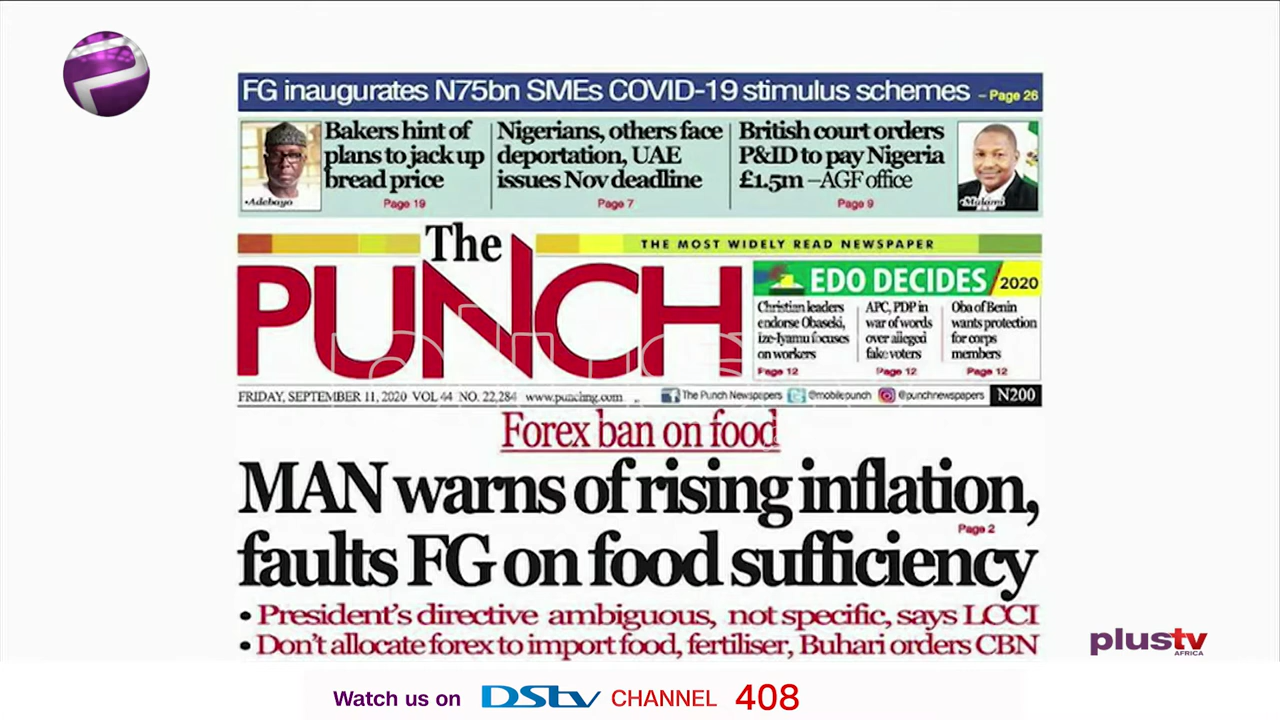 FG inaugurates N75bn SMEs COVID-19 stimulus schemes – Page 26
Bakers hint of
plans to jack up
bread price
Page 19
•Adebayo
Nigerians, others face
deportation, UAE
issues Nov deadline
Page 7
British court orders
P&ID to pay Nigeria
£1.5m –AGF office
Page 9
•Malami
The
PUNCH
THE MOST WIDELY READ NEWSPAPER
EDO DECIDES 2020
Christian leaders
endorse Obaseki,
ize-Iyamu focuses
on workers
Page 12
APC, PDP in
war of words
over alleged
fake voters
Page 12
Oba of Benin
wants protection
for corps
members
Page 12
FRIDAY, SEPTEMBER 11, 2020 VOL 44 NO. 22,284 www.punchng.com
The Punch Newspapers @mobilepunch @punchnewspapers N200
Forex ban on food
MAN warns of rising inflation,
Page 2
faults FG on food sufficiency
• President's directive ambiguous, not specific, says LCCI
• Don't allocate forex to import food, fertiliser, Buhari orders CBN
plustv
AFRICA
Watch us on DStv CHANNEL 408